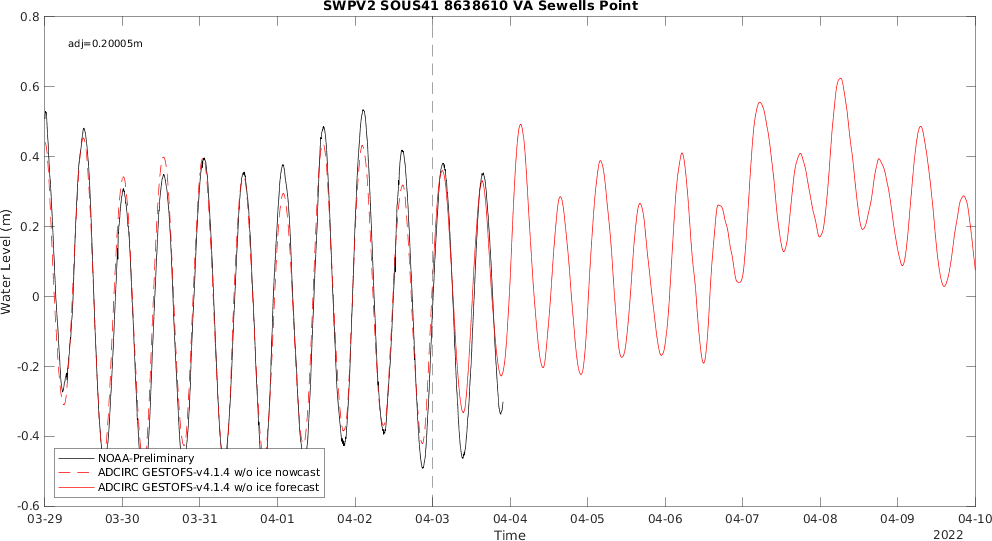 SWPV2 SOUS41 8638610 VA Sewells Point
adj=0.20005m
0.8
0.6
0.4
0.2
0
-0.2
-0.4
-0.6
Water Level (m)
NOAA-Preliminary
ADCIRC GESTOFS-v4.1.4 w/o ice nowcast
ADCIRC GESTOFS-v4.1.4 w/o ice forecast
03-29 03-30 03-31 04-01 04-02 04-03 04-04 04-05 04-06 04-07 04-08 04-09 04-10
Time
2022